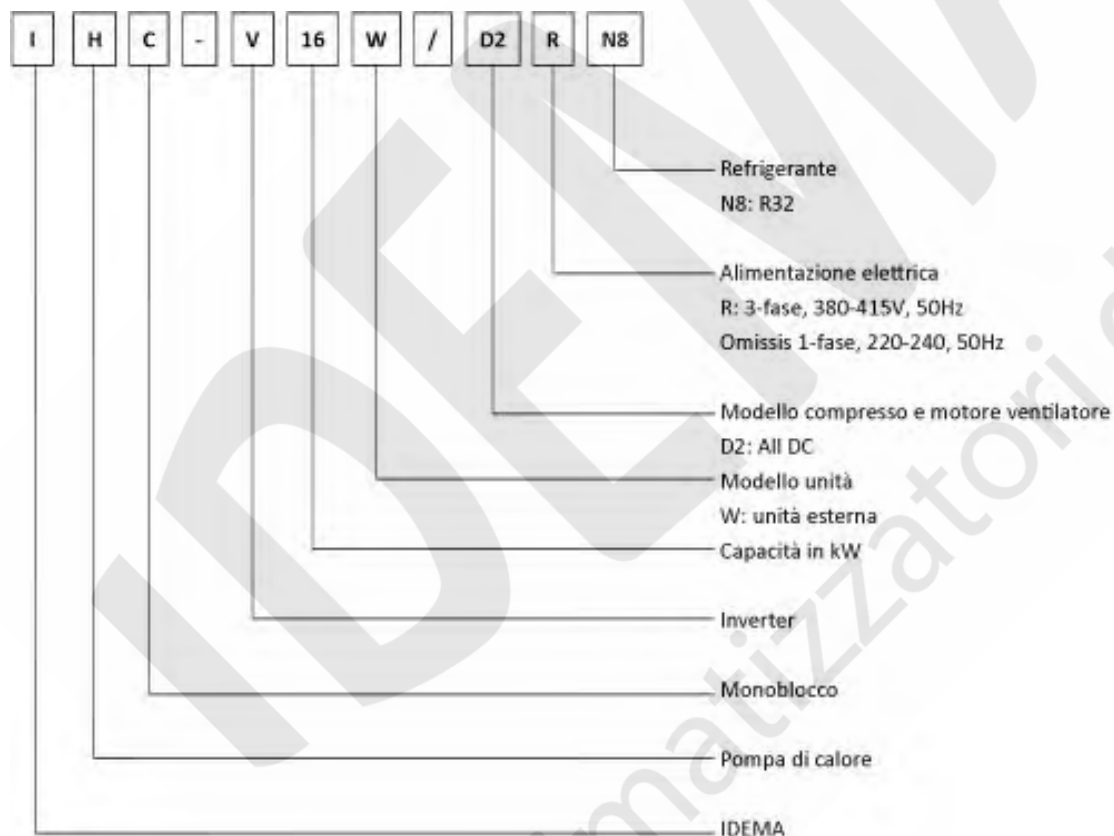 I H C - V 16 W / D2 R N8
Refrigerante
N8: R32
Alimentazione elettrica
R: 3-fase, 380-415V, 50Hz
Omissis 1-fase, 220-240, 50Hz
Modello compresso e motore ventilatore
D2: All DC
Modello unità
W: unità esterna
Capacità in kW
Inverter
Monoblocco
Pompa di calore
IDEMA